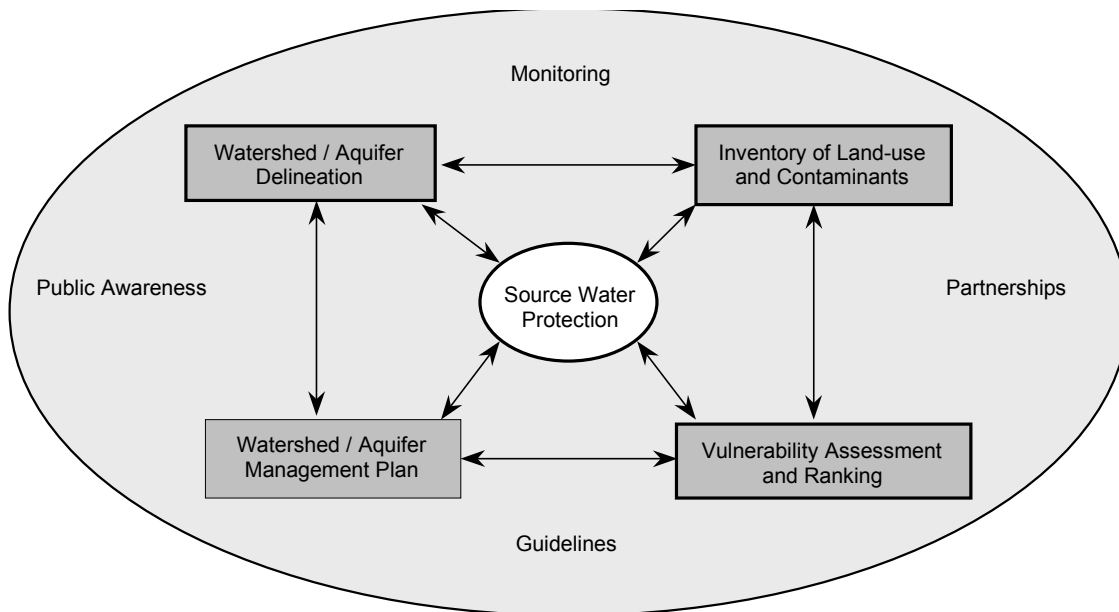 Monitoring
Watershed / Aquifer
Delineation
Inventory of Land-use
and Contaminants
Public Awareness
Source Water
Protection
Partnerships
Watershed / Aquifer
Management Plan
Vulnerability Assessment
and Ranking
Guidelines